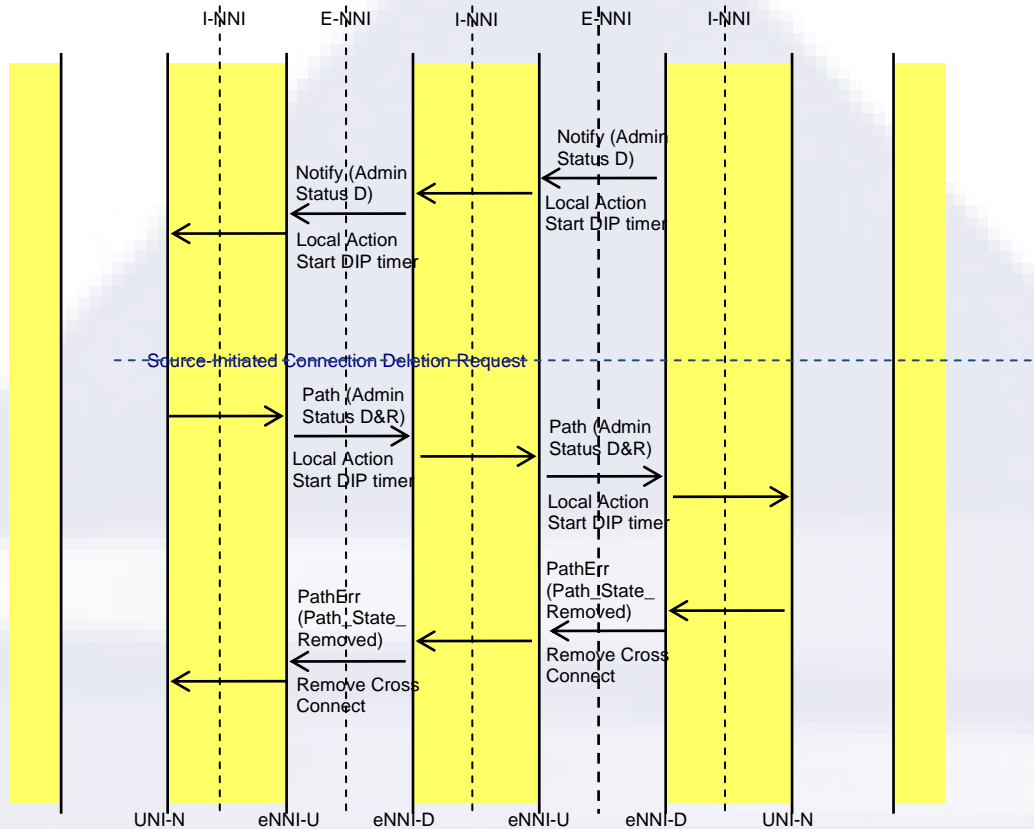 I-NNI
E-NNI
I-NNI
E-NNI
I-NNI
Notify (Admin
Status D)
Notify (Admin
Status D)
Local Action
Start DIP timer
Local Action
Start DIP timer
Source-Initiated Connection Deletion Request
Path (Admin
Status D&R)
Path (Admin
Status D&R)
Local Action
Start DIP timer
Local Action
Start DIP timer
PathErr
(Path_State_
Removed)
PathErr
(Path_State_
Removed)
Remove Cross
Connect
Remove Cross
Connect
UNI-N
eNNI-U
eNNI-D
eNNI-U
eNNI-D
UNI-N